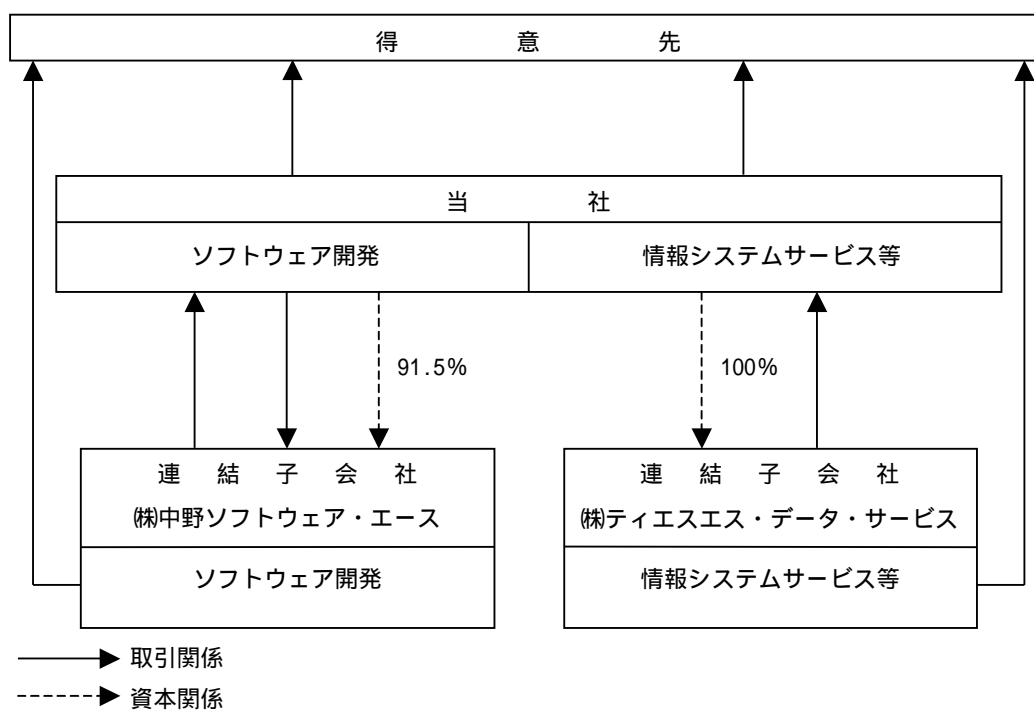 得意先
当社
ソフトウェア開発 情報システムサービス等
91.5% 100%
連結子会社 連結子会社
㈱中野ソフトウェア・エース ㈱ティエスエス・データ・サービス
ソフトウェア開発 情報システムサービス等
取引関係
資本関係